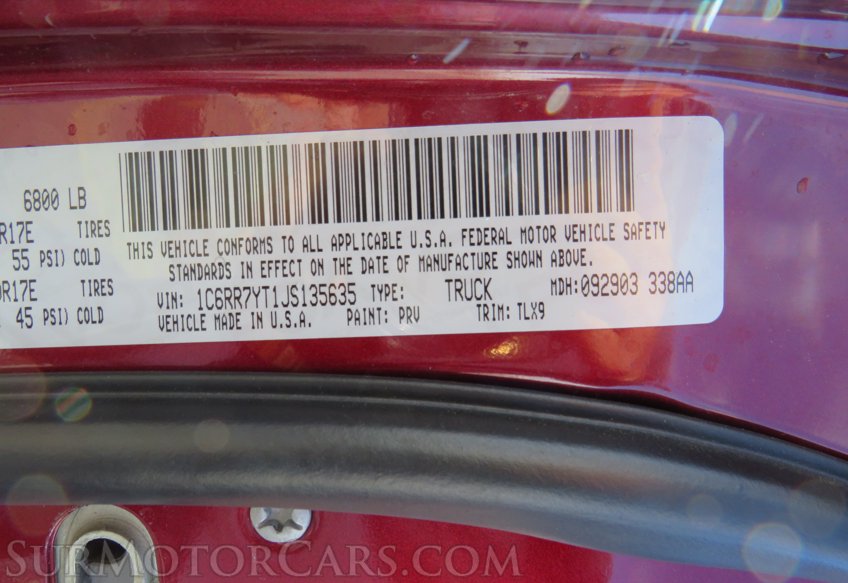 6800 LB
R17E TIRES
55 PSI) COLD
R17E TIRES
45 PSI) COLD
THIS VEHICLE CONFORMS TO ALL APPLICABLE U.S.A. FEDERAL MOTOR VEHICLE SAFETY
STANDARDS IN EFFECT ON THE DATE OF MANUFACTURE SHOWN ABOVE.
VIN: 1C6RR7YT1JS135635 TYPE: TRUCK MDH: 092903 338AA
VEHICLE MADE IN U.S.A. PAINT: PRV TRIM: TLX9
SURMOTORCARS.COM